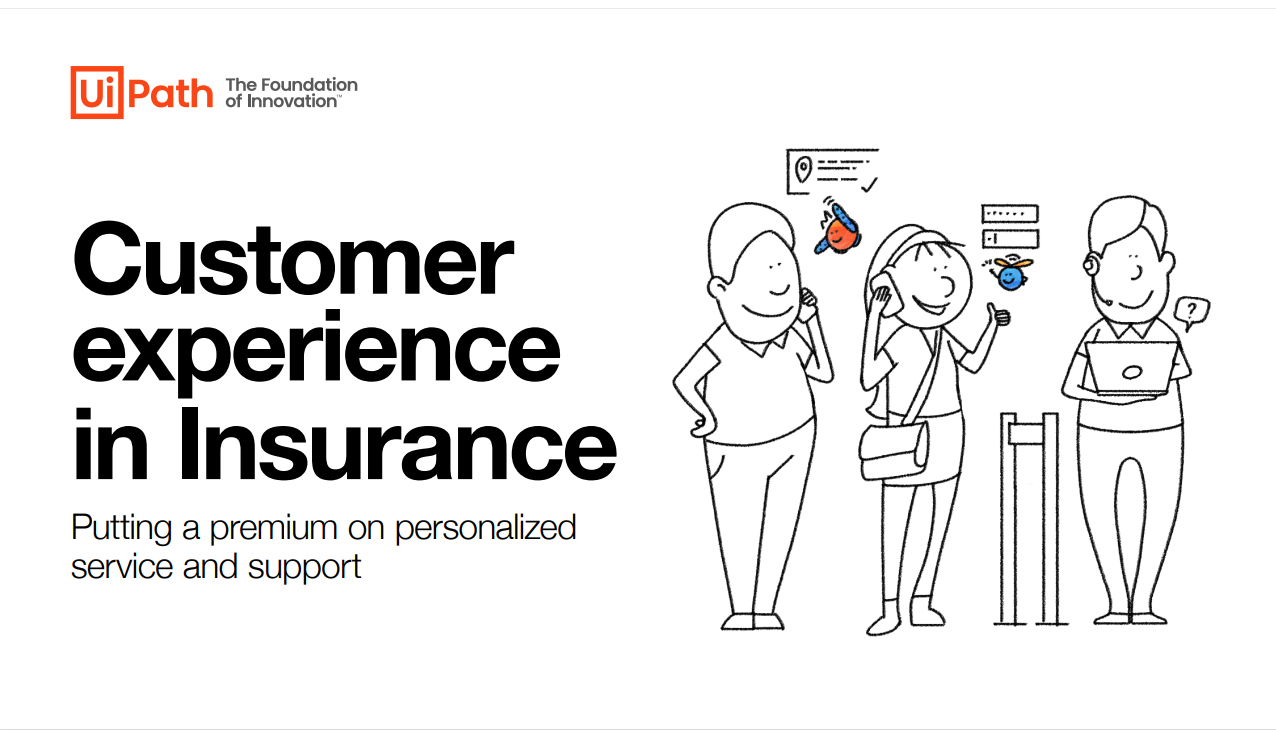 UiPath
The Foundation
of Innovation™
Customer
experience
in Insurance
Putting a premium on personalized
service and support
?